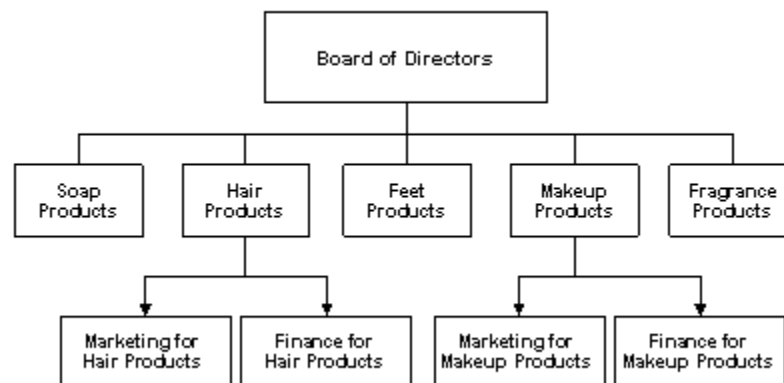 Board of Directors
Soap
Products
Hair
Products
Feet
Products
Makeup
Products
Fragrance
Products
Marketing for
Hair Products
Finance for
Hair Products
Marketing for
Makeup Products
Finance for
Makeup Products